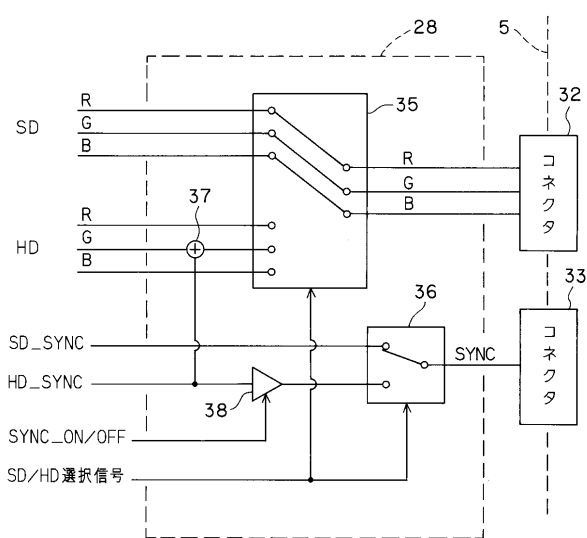 28
5
35
32
R
SD
G
B
R
G
B
コネクタ
37
R
HD
G
B
33
36
SD_SYNC
SYNC
コネクタ
HD_SYNC
38
SYNC_ON/OFF
SD/HD選択信号